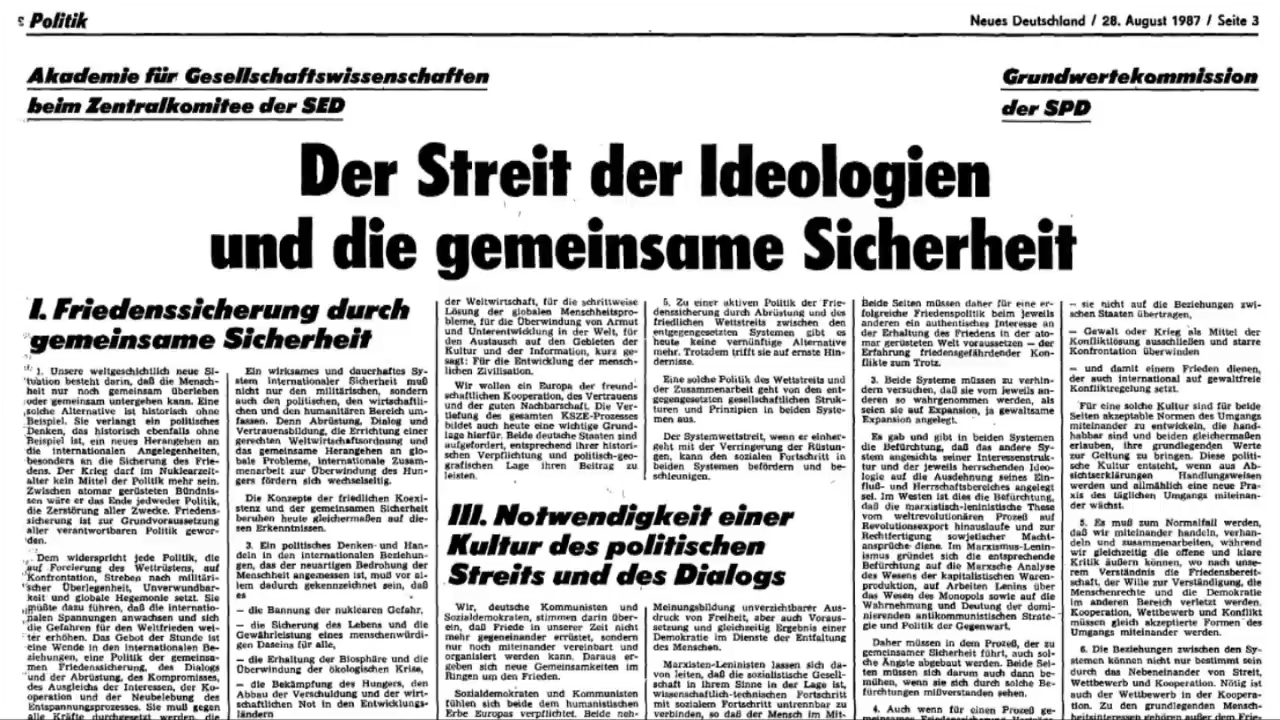 Politik
Neues Deutschland / 28. August 1987 / Seite 3
Akademie für Gesellschaftswissenschaften
beim Zentralkomitee der SED
Grundwertekommission
der SPD
Der Streit der Ideologien
und die gemeinsame Sicherheit
I. Friedenssicherung durch
gemeinsame Sicherheit
1. Unsere weltgeschichtlich neue Si-
tuation besteht darin, daß die Mensch-
heit nur noch gemeinsam überleben
oder gemeinsam untergehen kann. Eine
solche Alternative ist historisch ohne
Beispiel. Sie verlangt ein politisches
Denken, das historisch ebenfalls ohne
Beispiel ist, ein neues Herangehen an
die internationalen Angelegenheiten,
besonders an die Sicherung des Frie-
dens. Der Krieg darf im Nuklearzeit-
alter kein Mittel der Politik mehr sein.
Zwischen atomar gerüsteten Bündnis-
sen wäre er das Ende jedweder Politik,
die Zerstörung aller Zwecke. Friedens-
sicherung ist zur Grundvoraussetzung
aller verantwortbaren Politik gewor-
den.
Dem widerspricht jede Politik, die
auf Forcierung des Wettrüstens, auf
Konfrontation, Streben nach militäri-
scher Überlegenheit, Unverwundbar-
keit und globale Hegemonie setzt. Sie
müßte dazu führen, daß die internatio-
nalen Spannungen anwachsen und sich
die Gefahren für den Weltfrieden wei-
ter erhöhen. Das Gebot der Stunde ist
eine Wende in den internationalen Be-
ziehungen, eine Politik der gemeinsa-
men Friedenssicherung, des Dialogs
und der Abrüstung, des Kompromisses,
des Ausgleichs der Interessen, der Ko-
operation und der Neubelebung des
Entspannungsprozesses. Sie muß gegen
alle Kräfte durchgesetzt werden, die
Ein wirksames und dauerhaftes Sy-
stem internationaler Sicherheit muß
nicht nur den militärischen, sondern
auch den politischen, den wirtschaftli-
chen und den humanitären Bereich um-
fassen. Denn Abrüstung, Dialog und
Vertrauensbildung, die Errichtung einer
gerechten Weltwirtschaftsordnung und
das gemeinsame Herangehen an glo-
bale Probleme, internationale Zusam-
menarbeit zur Überwindung des Hun-
gers fördern sich wechselseitig.
Die Konzepte der friedlichen Koexi-
stenz und der gemeinsamen Sicherheit
beruhen heute gleichermaßen auf die-
sen Erkenntnissen.
3. Ein politisches Denken und Han-
deln in den internationalen Beziehun-
gen, das der neuartigen Bedrohung der
Menschheit angemessen ist, muß vor al-
lem dadurch gekennzeichnet sein, daß
es
– die Bannung der nuklearen Gefahr,
– die Sicherung des Lebens und die
Gewährleistung eines menschenwürdi-
gen Daseins für alle,
– die Erhaltung der Biosphäre und die
Überwindung der ökologischen Krise,
– die Bekämpfung des Hungers, den
Abbau der Verschuldung und der wirt-
schaftlichen Not in den Entwicklungs-
ländern
der Weltwirtschaft, für die schrittweise
Lösung der globalen Menschheitspro-
bleme, für die Überwindung von Armut
und Unterentwicklung in der Welt, für
den Austausch auf den Gebieten der
Kultur und der Information, kurz ge-
sagt: Für die Entwicklung der mensch-
lichen Zivilisation.
Wir wollen ein Europa der freund-
schaftlichen Kooperation, des Vertrauens
und der guten Nachbarschaft. Die Ver-
tiefung des gesamten KSZE-Prozesses
bildet auch heute eine wichtige Grund-
lage hierfür. Beide deutsche Staaten sind
aufgefordert, entsprechend ihrer histori-
schen Verpflichtung und politisch-geo-
grafischen Lage ihren Beitrag zu
leisten.
5. Zu einer aktiven Politik der Frie-
denssicherung durch Abrüstung und des
friedlichen Wettstreits zwischen den
entgegengesetzten Systemen gibt es
heute keine vernünftige Alternative
mehr. Trotzdem trifft sie auf ernste Hin-
dernisse.
Eine solche Politik des Wettstreits und
der Zusammenarbeit geht von den ent-
gegengesetzten gesellschaftlichen Struk-
turen und Prinzipien in beiden Syste-
men aus.
Der Systemwettstreit, wenn er einher-
geht mit der Verringerung der Rüstun-
gen, kann den sozialen Fortschritt in
beiden Systemen befördern und be-
schleunigen.
III. Notwendigkeit einer
Kultur des politischen
Streits und des Dialogs
Wir, deutsche Kommunisten und
Sozialdemokraten, stimmen darin über-
ein, daß Friede in unserer Zeit nicht
mehr gegeneinander errüstet, sondern
nur noch miteinander vereinbart und
organisiert werden kann. Daraus er-
geben sich neue Gemeinsamkeiten im
Ringen um den Frieden.
Sozialdemokraten und Kommunisten
fühlen sich beide dem humanistischen
Erbe Europas verpflichtet. Beide neh-
Meinungsbildung unverzichtbarer Aus-
druck von Freiheit, aber auch Voraus-
setzung und gleichzeitig Ergebnis einer
Demokratie im Dienste der Entfaltung
des Menschen.
Marxisten-Leninisten lassen sich da-
von leiten, daß die sozialistische Gesell-
schaft in ihrem Sinne in der Lage ist,
wissenschaftlich-technischen Fortschritt
mit sozialem Fortschritt untrennbar zu
verbinden, so daß der Mensch im Mit-
Beide Seiten müssen daher für eine er-
folgreiche Friedenspolitik beim jeweils
anderen ein authentisches Interesse an
der Erhaltung des Friedens in der ato-
mar gerüsteten Welt voraussetzen – der
Erfahrung friedensgefährdender Kon-
flikte zum Trotz.
3. Beide Systeme müssen zu verhin-
dern versuchen, daß sie vom jeweils an-
deren so wahrgenommen werden, als
seien sie auf Expansion, ja gewaltsame
Expansion angelegt.
Es gab und gibt in beiden Systemen
die Befürchtung, daß das andere Sy-
stem angesichts seiner Interessenstruk-
tur und der jeweils herrschenden Ideo-
logie auf die Ausdehnung seines Ein-
fluß- und Herrschaftsbereiches angelegt
sei. Im Westen ist dies die Befürchtung,
daß die marxistisch-leninistische These
vom weltrevolutionären Prozeß auf
Revolutionsexport hinauslaufe und zur
Rechtfertigung sowjetischer Macht-
ansprüche diene. Im Marxismus-Lenin-
ismus gründet sich die entsprechende
Befürchtung auf die Marxsche Analyse
des Wesens der kapitalistischen Waren-
produktion, auf Arbeiten Lenins über
das Wesen des Monopols sowie auf die
Wahrnehmung und Deutung der domi-
nierenden antikommunistischen Strate-
gie und Politik der Gegenwart.
Daher müssen in dem Prozeß, der zu
gemeinsamer Sicherheit führt, auch sol-
che Ängste abgebaut werden. Beide Sei-
ten müssen sich darum auch dann be-
mühen, wenn sie sich durch solche Be-
fürchtungen mißverstanden sehen.
4. Auch wenn für einen Prozeß ge-
– sie nicht auf die Beziehungen zwi-
schen Staaten übertragen,
– Gewalt oder Krieg als Mittel der
Konfliktlösung ausschließen und starre
Konfrontation überwinden
– und damit einem Frieden dienen,
der auch international auf gewaltfreie
Konfliktregelung setzt.
Für eine solche Kultur sind für beide
Seiten akzeptable Normen des Umgangs
miteinander zu entwickeln, die hand-
habbar sind und beiden gleichermaßen
erlauben, ihre grundlegenden Werte
zur Geltung zu bringen. Diese politi-
sche Kultur entsteht, wenn aus Ab-
sichtserklärungen Handlungsweisen
werden und allmählich eine neue Pra-
xis des täglichen Umgangs miteinan-
der wächst.
5. Es muß zum Normalfall werden,
daß wir miteinander handeln, verhan-
deln und zusammenarbeiten, während
wir gleichzeitig die offene und klare
Kritik äußern können, wo nach unse-
rem Verständnis die Friedensbereit-
schaft, der Wille zur Verständigung, die
Menschenrechte und die Demokratie
im anderen Bereich verletzt werden.
Kooperation, Wettbewerb und Konflikt
müssen gleich akzeptierte Formen des
Umgangs miteinander werden.
6. Die Beziehungen zwischen den Sy-
stemen können nicht nur bestimmt sein
durch das Nebeneinander von Streit,
Wettbewerb und Kooperation. Nötig ist
auch der Wettbewerb in der Koopera-
tion. Zu den bedrohten Menschheits-